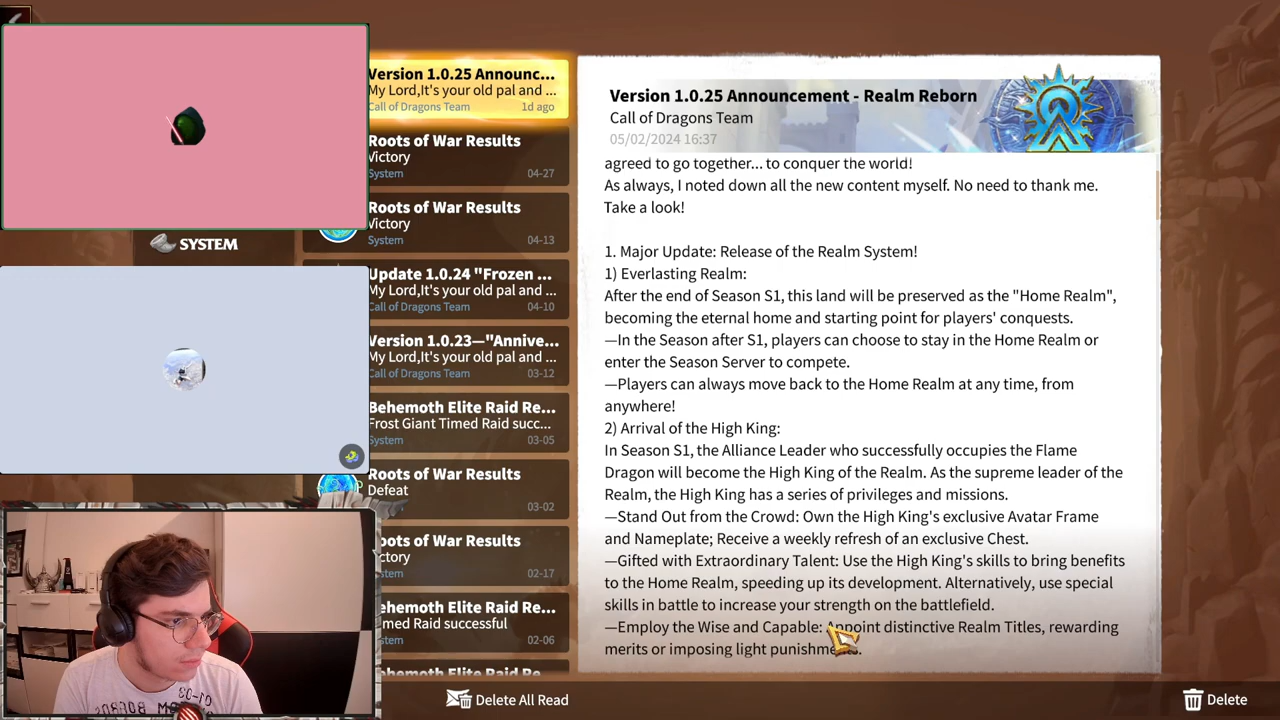 Version 1.0.25 Announc...
My Lord,It's your old pal and ...
Call of Dragons Team
1d ago
Roots of War Results
Victory
System
04-27
Roots of War Results
Victory
System
04-13
SYSTEM
Update 1.0.24 "Frozen ...
My Lord,It's your old pal and ...
Call of Dragons Team
04-10
Version 1.0.23—"Annive...
My Lord,It's your old pal and ...
Call of Dragons Team
03-12
Behemoth Elite Raid Re...
Frost Giant Timed Raid succ...
System
03-05
Roots of War Results
Defeat
03-02
oots of War Results
ctory
stem
02-17
ehemoth Elite Raid Re...
med Raid successful
stem
02-06
ehemoth Elite Raid Re...
Version 1.0.25 Announcement - Realm Reborn
Call of Dragons Team
05/02/2024 16:37
agreed to go together... to conquer the world!
As always, I noted down all the new content myself. No need to thank me.
Take a look!
1. Major Update: Release of the Realm System!
1) Everlasting Realm:
After the end of Season S1, this land will be preserved as the "Home Realm",
becoming the eternal home and starting point for players' conquests.
—In the Season after S1, players can choose to stay in the Home Realm or
enter the Season Server to compete.
—Players can always move back to the Home Realm at any time, from
anywhere!
2) Arrival of the High King:
In Season S1, the Alliance Leader who successfully occupies the Flame
Dragon will become the High King of the Realm. As the supreme leader of the
Realm, the High King has a series of privileges and missions.
—Stand Out from the Crowd: Own the High King's exclusive Avatar Frame
and Nameplate; Receive a weekly refresh of an exclusive Chest.
—Gifted with Extraordinary Talent: Use the High King's skills to bring benefits
to the Home Realm, speeding up its development. Alternatively, use special
skills in battle to increase your strength on the battlefield.
—Employ the Wise and Capable: Appoint distinctive Realm Titles, rewarding
merits or imposing light punishments.
Delete All Read
Delete